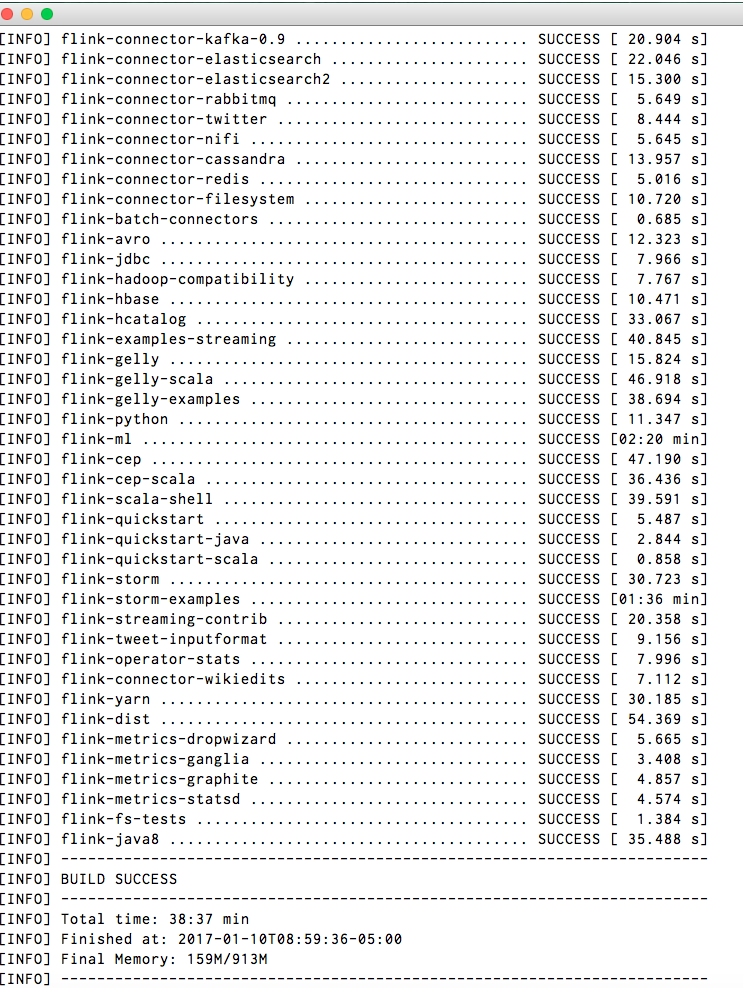 [INFO] flink-connector-kafka-0.9 .......................... SUCCESS [ 20.904 s]
[INFO] flink-connector-elasticsearch ...................... SUCCESS [ 22.046 s]
[INFO] flink-connector-elasticsearch2 ..................... SUCCESS [ 15.300 s]
[INFO] flink-connector-rabbitmq ........................... SUCCESS [  5.649 s]
[INFO] flink-connector-twitter ............................ SUCCESS [  8.444 s]
[INFO] flink-connector-nifi ............................... SUCCESS [  5.645 s]
[INFO] flink-connector-cassandra .......................... SUCCESS [ 13.957 s]
[INFO] flink-connector-redis .............................. SUCCESS [  5.016 s]
[INFO] flink-connector-filesystem ......................... SUCCESS [ 10.720 s]
[INFO] flink-batch-connectors ............................. SUCCESS [  0.685 s]
[INFO] flink-avro ......................................... SUCCESS [ 12.323 s]
[INFO] flink-jdbc ......................................... SUCCESS [  7.966 s]
[INFO] flink-hadoop-compatibility ......................... SUCCESS [  7.767 s]
[INFO] flink-hbase ........................................ SUCCESS [ 10.471 s]
[INFO] flink-hcatalog ..................................... SUCCESS [ 33.067 s]
[INFO] flink-examples-streaming ........................... SUCCESS [ 40.845 s]
[INFO] flink-gelly ........................................ SUCCESS [ 15.824 s]
[INFO] flink-gelly-scala .................................. SUCCESS [ 46.918 s]
[INFO] flink-gelly-examples ............................... SUCCESS [ 38.694 s]
[INFO] flink-python ....................................... SUCCESS [ 11.347 s]
[INFO] flink-ml ........................................... SUCCESS [02:20 min]
[INFO] flink-cep .......................................... SUCCESS [ 47.190 s]
[INFO] flink-cep-scala .................................... SUCCESS [ 36.436 s]
[INFO] flink-scala-shell .................................. SUCCESS [ 39.591 s]
[INFO] flink-quickstart ................................... SUCCESS [  5.487 s]
[INFO] flink-quickstart-java .............................. SUCCESS [  2.844 s]
[INFO] flink-quickstart-scala ............................. SUCCESS [  0.858 s]
[INFO] flink-storm ........................................ SUCCESS [ 30.723 s]
[INFO] flink-storm-examples ............................... SUCCESS [01:36 min]
[INFO] flink-streaming-contrib ............................ SUCCESS [ 20.358 s]
[INFO] flink-tweet-inputformat ............................ SUCCESS [  9.156 s]
[INFO] flink-operator-stats ............................... SUCCESS [  7.996 s]
[INFO] flink-connector-wikiedits .......................... SUCCESS [  7.112 s]
[INFO] flink-yarn ......................................... SUCCESS [ 30.185 s]
[INFO] flink-dist ......................................... SUCCESS [ 54.369 s]
[INFO] flink-metrics-dropwizard ........................... SUCCESS [  5.665 s]
[INFO] flink-metrics-ganglia .............................. SUCCESS [  3.408 s]
[INFO] flink-metrics-graphite ............................. SUCCESS [  4.857 s]
[INFO] flink-metrics-statsd ............................... SUCCESS [  4.574 s]
[INFO] flink-fs-tests ..................................... SUCCESS [  1.384 s]
[INFO] flink-java8 ........................................ SUCCESS [ 35.488 s]
[INFO] ------------------------------------------------------------------------
[INFO] BUILD SUCCESS
[INFO] ------------------------------------------------------------------------
[INFO] Total time: 38:37 min
[INFO] Finished at: 2017-01-10T08:59:36-05:00
[INFO] Final Memory: 159M/913M
[INFO] ------------------------------------------------------------------------